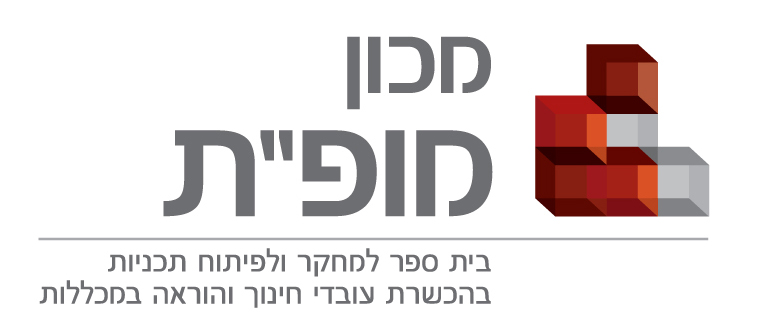 מכון
מופ"ת
בית ספר למחקר ולפיתוח תכניות
בהכשרת עובדי חינוך והוראה במכללות